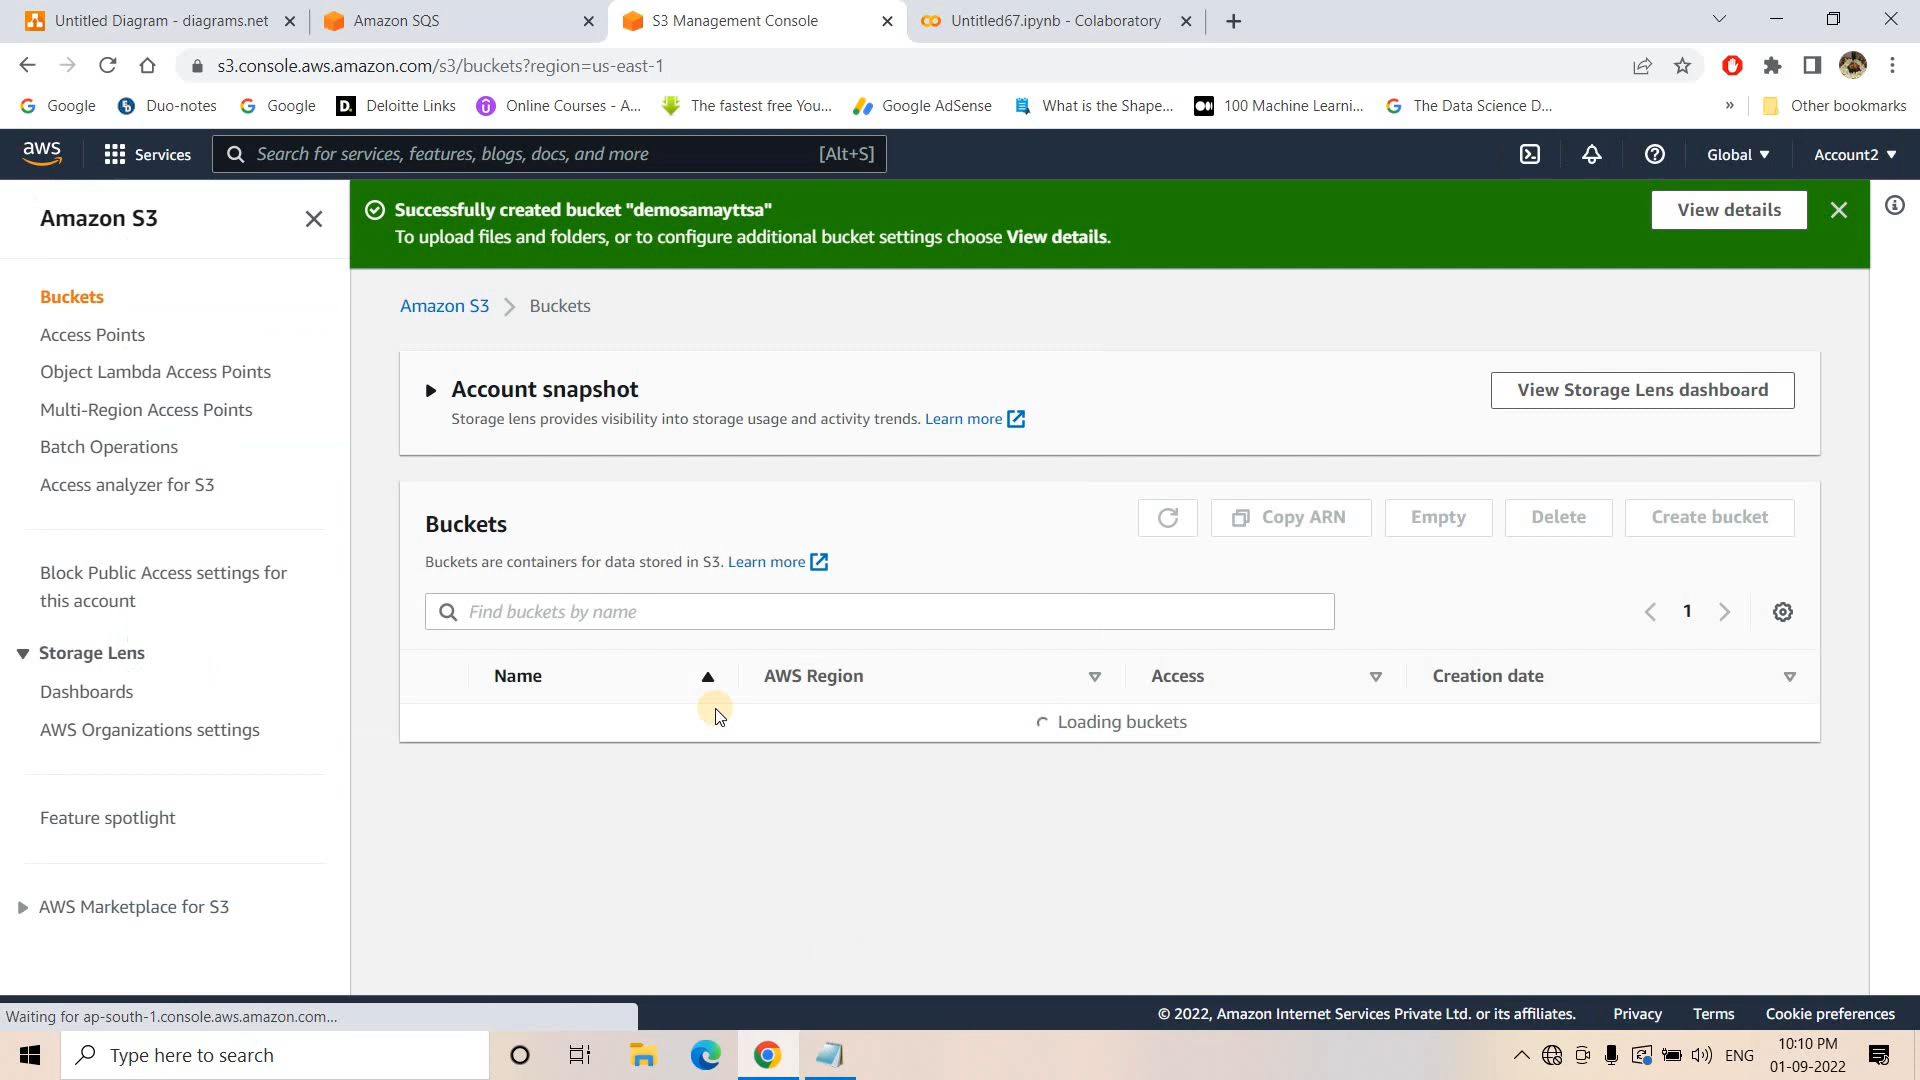 Untitled Diagram - diagrams.net
Amazon SQS
S3 Management Console
Untitled67.ipynb - Colaboratory
s3.console.aws.amazon.com/s3/buckets?region=us-east-1
Google
Duo-notes
Google
D.
Deloitte Links
Online Courses - A...
The fastest free You...
Google AdSense
What is the Shape...
100 Machine Learni...
The Data Science D...
»
Other bookmarks
aws
Services
Search for services, features, blogs, docs, and more
[Alt+S]
Global
Account2
Amazon S3
Buckets
Access Points
Object Lambda Access Points
Multi-Region Access Points
Batch Operations
Access analyzer for S3
Block Public Access settings for
this account
Storage Lens
Dashboards
AWS Organizations settings
Feature spotlight
AWS Marketplace for S3
Successfully created bucket "demosamayttsa"
To upload files and folders, or to configure additional bucket settings choose View details.
View details
Amazon S3
Buckets
Account snapshot
Storage lens provides visibility into storage usage and activity trends. Learn more
View Storage Lens dashboard
Buckets
Copy ARN
Empty
Delete
Create bucket
Buckets are containers for data stored in S3. Learn more
Find buckets by name
1
Name
AWS Region
Access
Creation date
Loading buckets
Waiting for ap-south-1.console.aws.amazon.com...
© 2022, Amazon Internet Services Private Ltd. or its affiliates.
Privacy
Terms
Cookie preferences
Type here to search
ENG
10:10 PM
01-09-2022